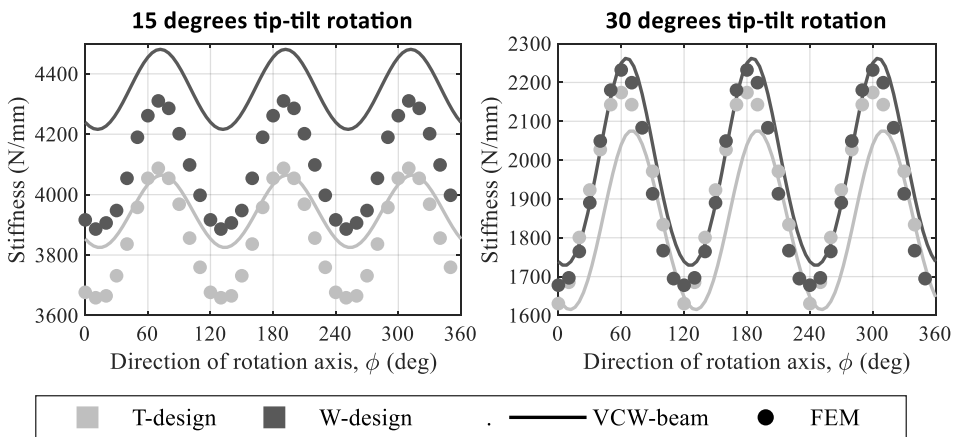 15 degrees tip-tilt rotation
30 degrees tip-tilt rotation
Stiffness (N/mm)
4400
4200
4000
3800
3600
0
60
120
180
240
300
360
Direction of rotation axis, ϕ (deg)
Stiffness (N/mm)
2300
2200
2100
2000
1900
1800
1700
1600
0
60
120
180
240
300
360
Direction of rotation axis, ϕ (deg)
T-design
W-design
.
VCW-beam
FEM